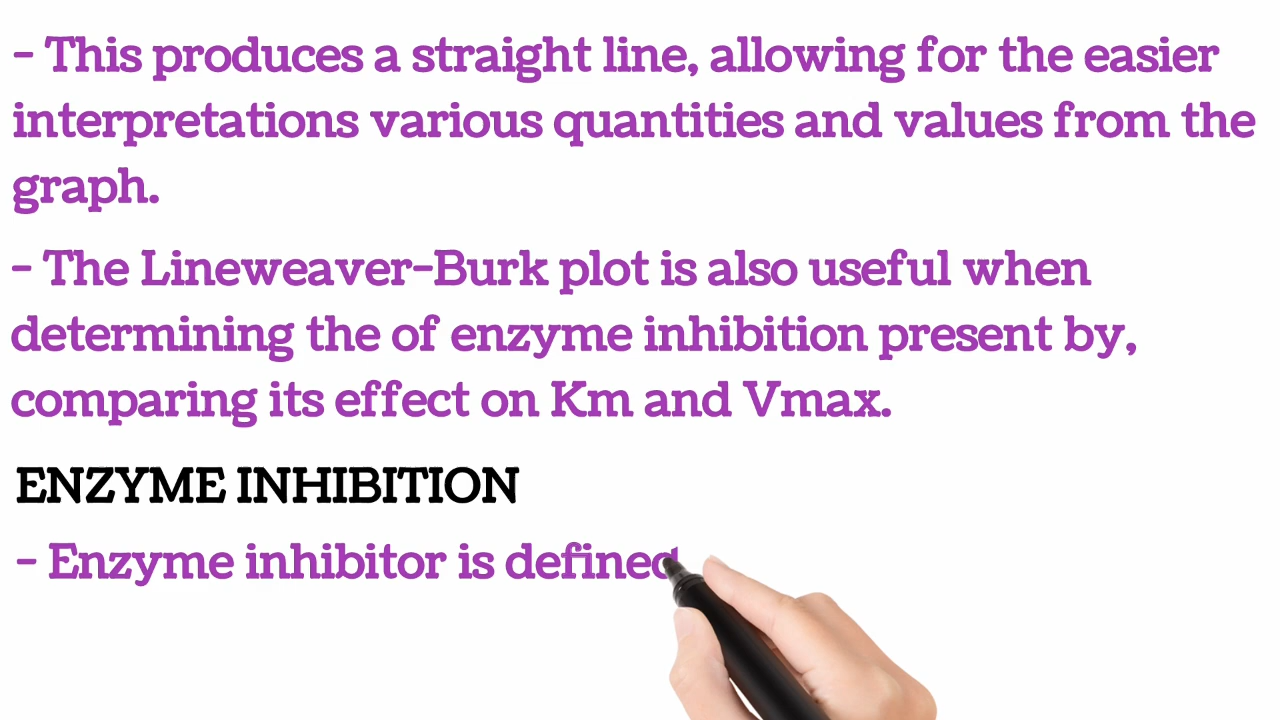 - This produces a straight line, allowing for the easier
interpretations various quantities and values from the
graph.
- The Lineweaver-Burk plot is also useful when
determining the of enzyme inhibition present by,
comparing its effect on Km and Vmax.
ENZYME INHIBITION
- Enzyme inhibitor is defined